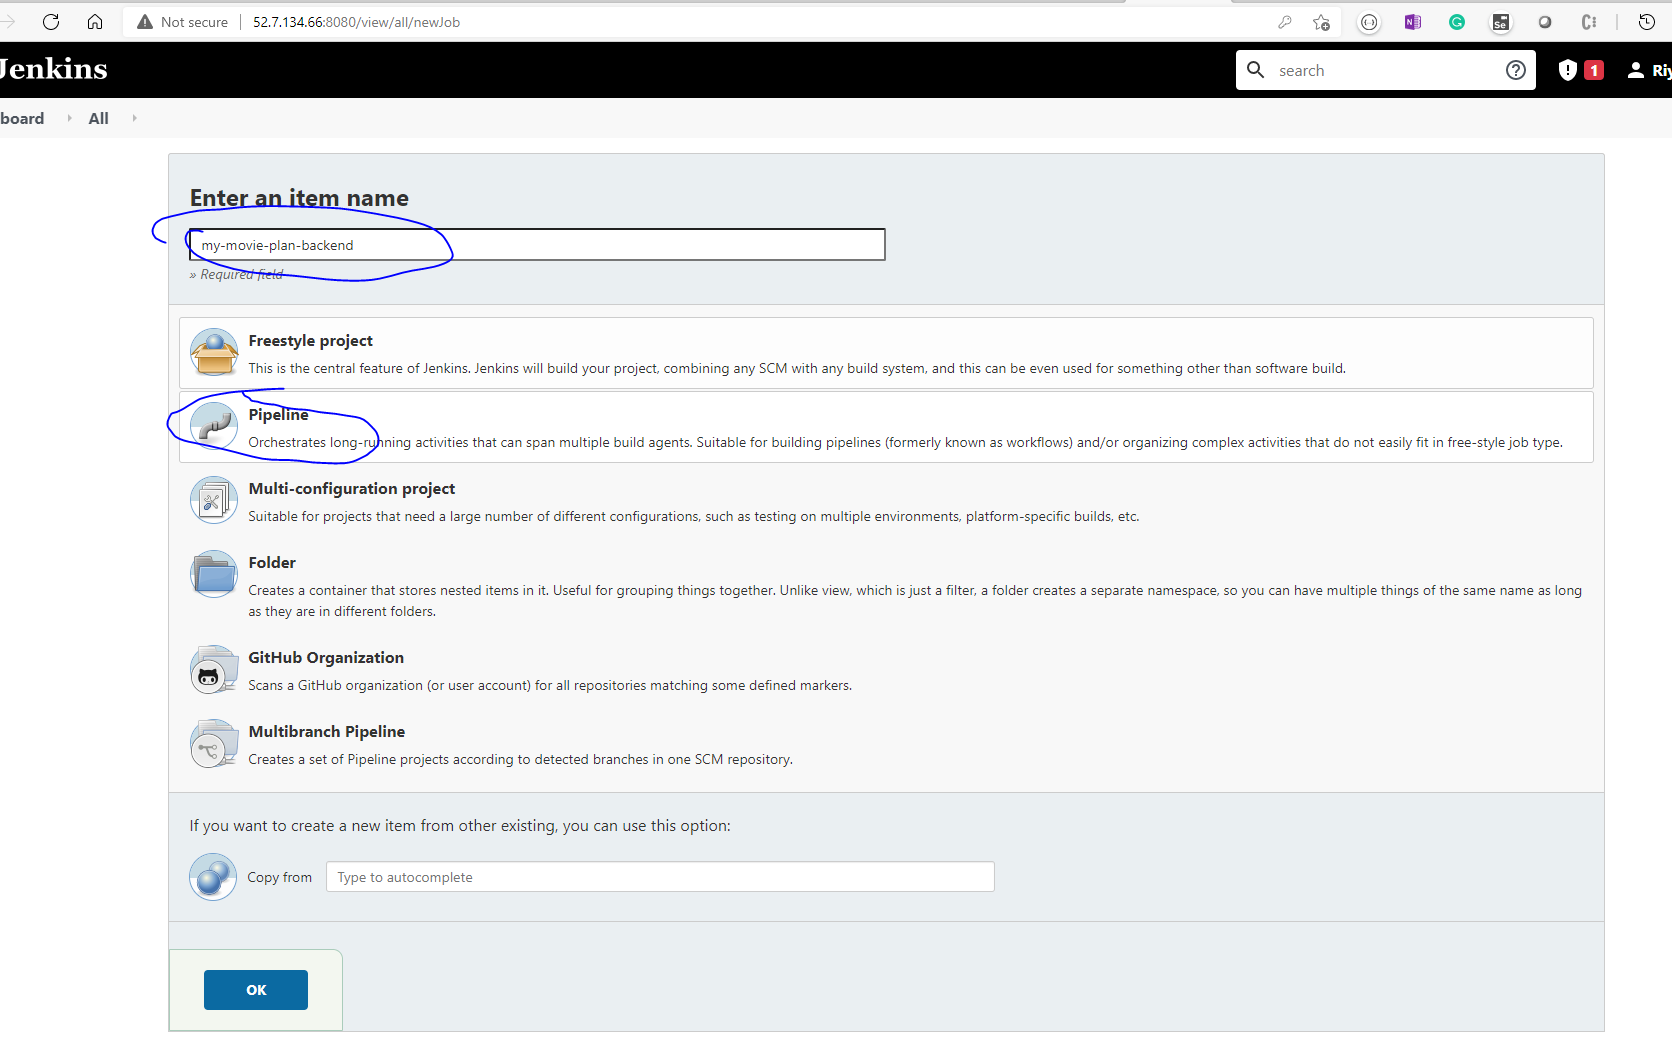 Not secure
52.7.134.66:8080/view/all/newJob
Jenkins
search
1
board
All
Enter an item name
my-movie-plan-backend
» Required field
Freestyle project
This is the central feature of Jenkins. Jenkins will build your project, combining any SCM with any build system, and this can be even used for something other than software build.
Pipeline
Orchestrates long-running activities that can span multiple build agents. Suitable for building pipelines (formerly known as workflows) and/or organizing complex activities that do not easily fit in free-style job type.
Multi-configuration project
Suitable for projects that need a large number of different configurations, such as testing on multiple environments, platform-specific builds, etc.
Folder
Creates a container that stores nested items in it. Useful for grouping things together. Unlike view, which is just a filter, a folder creates a separate namespace, so you can have multiple things of the same name as long
as they are in different folders.
GitHub Organization
Scans a GitHub organization (or user account) for all repositories matching some defined markers.
Multibranch Pipeline
Creates a set of Pipeline projects according to detected branches in one SCM repository.
If you want to create a new item from other existing, you can use this option:
Copy from
Type to autocomplete
OK